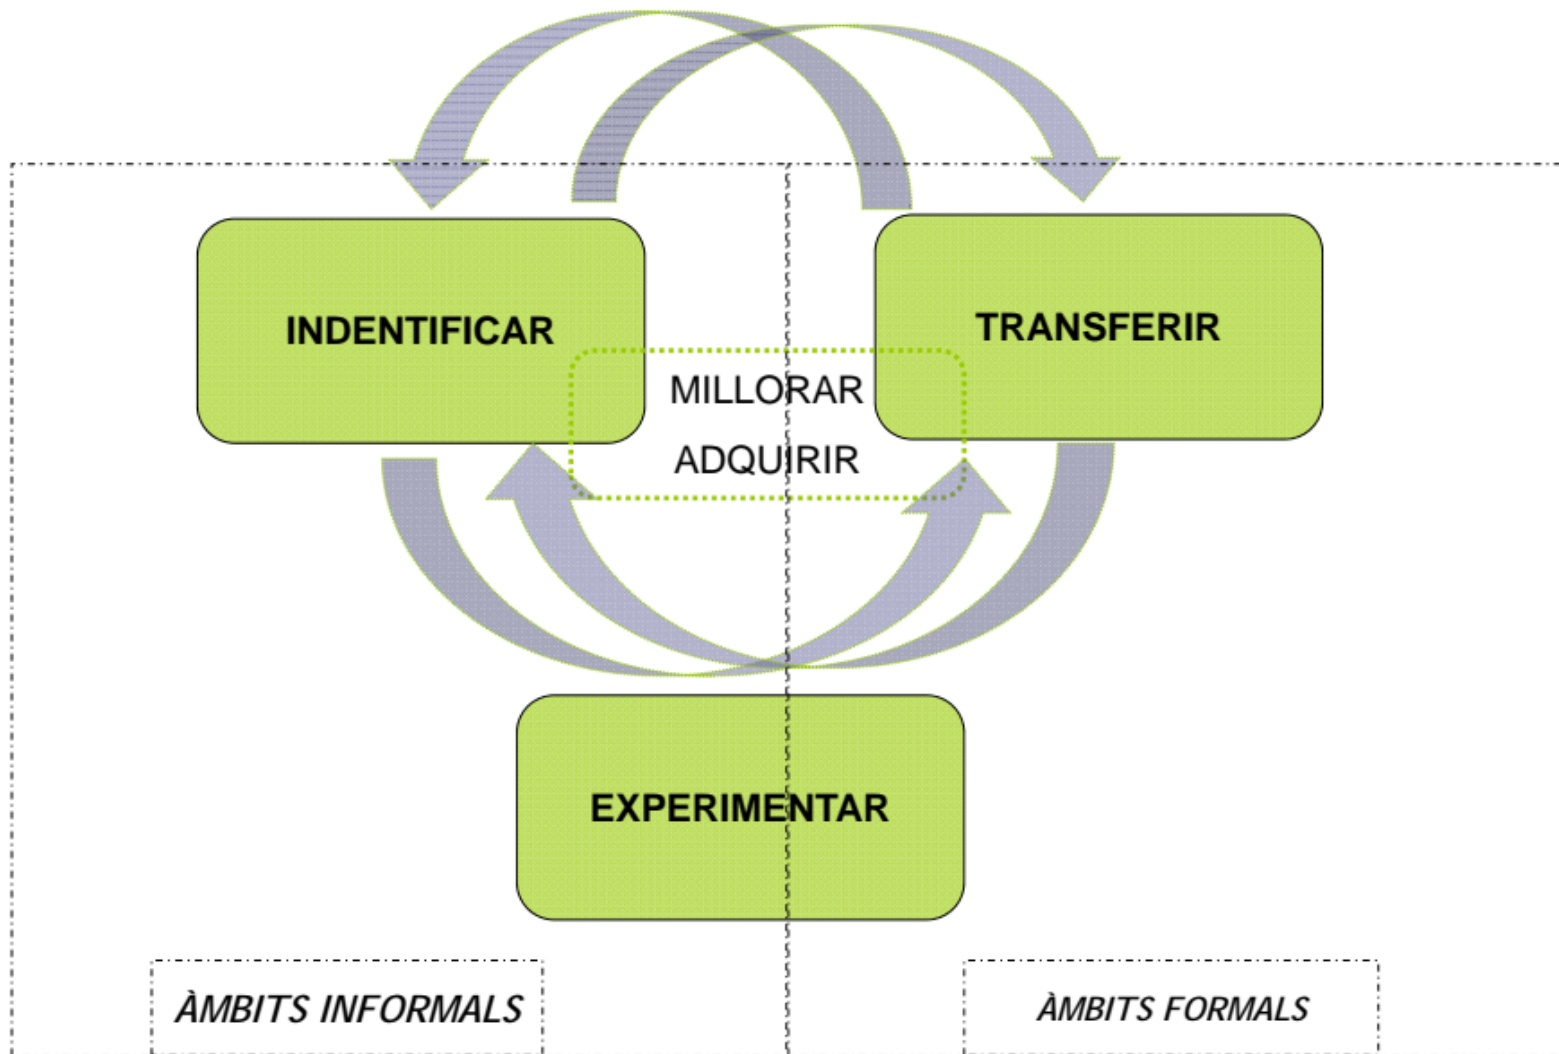 INDENTIFICAR
TRANSFERIR
MILLORAR
ADQUIRIR
EXPERIMENTAR
ÀMBITS INFORMALS
ÀMBITS FORMALS